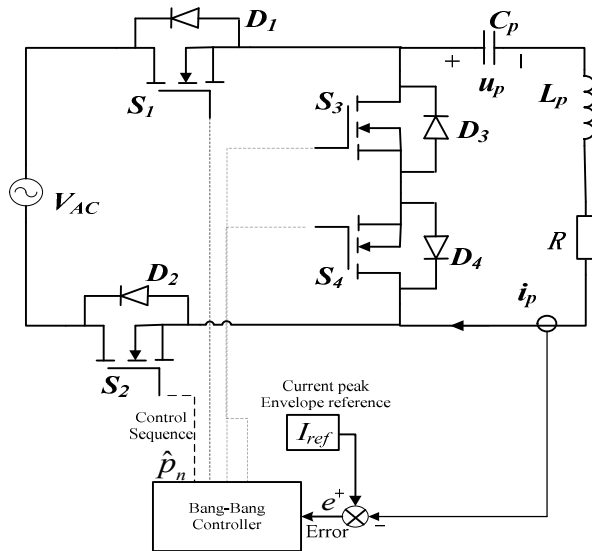 D1
Cp
S1
+
up
Lp
S3
D3
VAC
S4
D4
R
D2
ip
S2
Control
Sequence
p̂n
Current peak
Envelope reference
Iref
Bang-Bang
Controller
e
+
−
Error